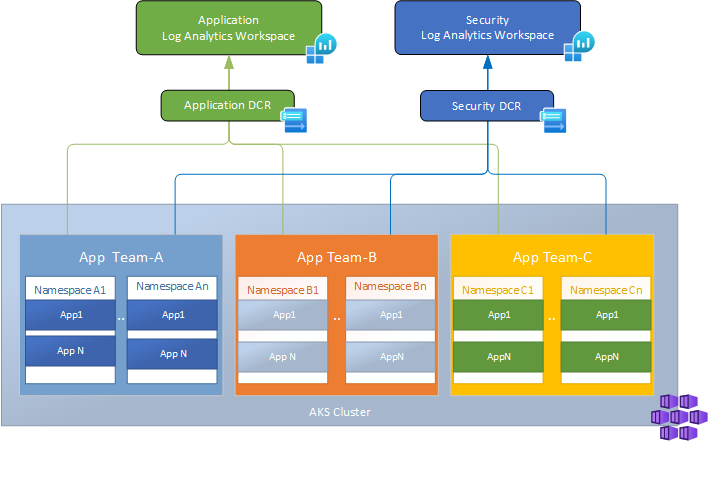 Application
Log Analytics Workspace
Security
Log Analytics Workspace
Application DCR
Security DCR
App Team-A
Namespace A1
App1
App N
..
Namespace An
App1
App N
App Team-B
Namespace B1
App1
App N
..
Namespace Bn
App1
AppN
App Team-C
Namespace C1
App1
AppN
..
Namespace Cn
App1
AppN
AKS Cluster